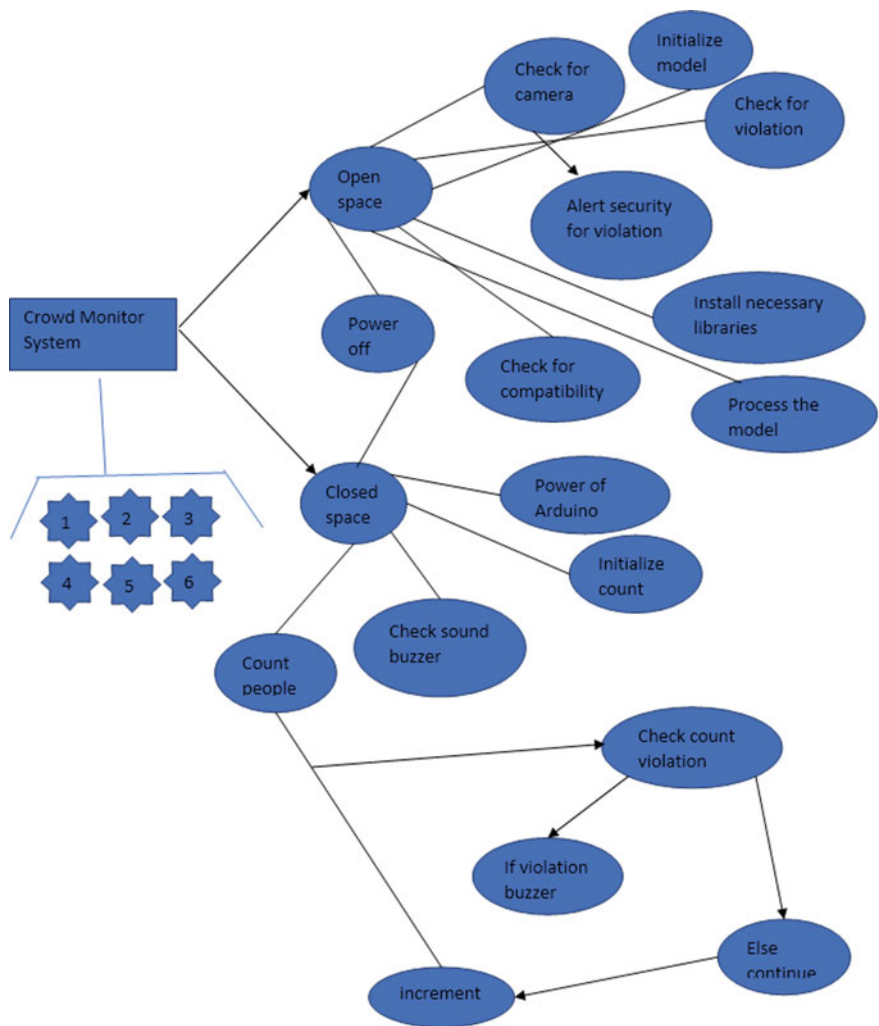 Initialize
model
Check for
camera
Check for
violation
Open
space
Alert security
for violation
Install necessary
libraries
Crowd Monitor
System
Power
off
Check for
compatibility
Process the
model
Closed
space
Power of
Arduino
1
2
3
Initialize
count
4
5
6
Check sound
buzzer
Count
people
Check count
violation
If violation
buzzer
Else
continue
increment